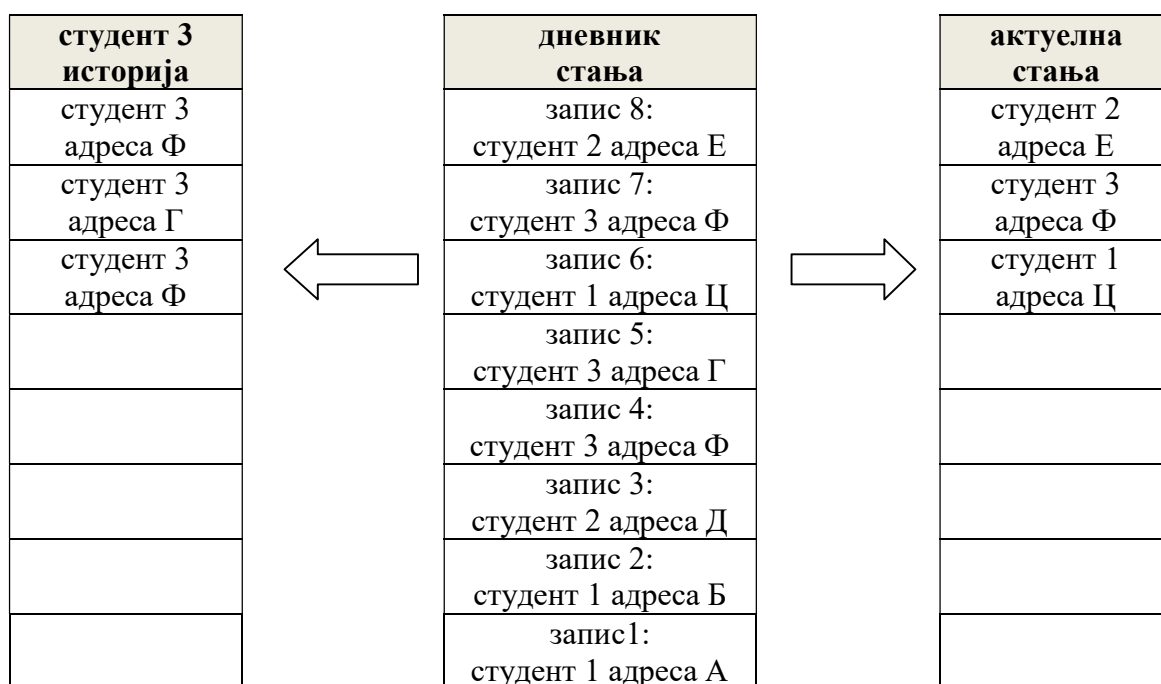 студент 3
историја
студент 3
адреса Ф
студент 3
адреса Г
студент 3
адреса Ф
дневник
стања
запис 8:
студент 2 адреса Е
запис 7:
студент 3 адреса Ф
запис 6:
студент 1 адреса Ц
запис 5:
студент 3 адреса Г
запис 4:
студент 3 адреса Ф
запис 3:
студент 2 адреса Д
запис 2:
студент 1 адреса Б
запис1:
студент 1 адреса А
актуелна
стања
студент 2
адреса Е
студент 3
адреса Ф
студент 1
адреса Ц